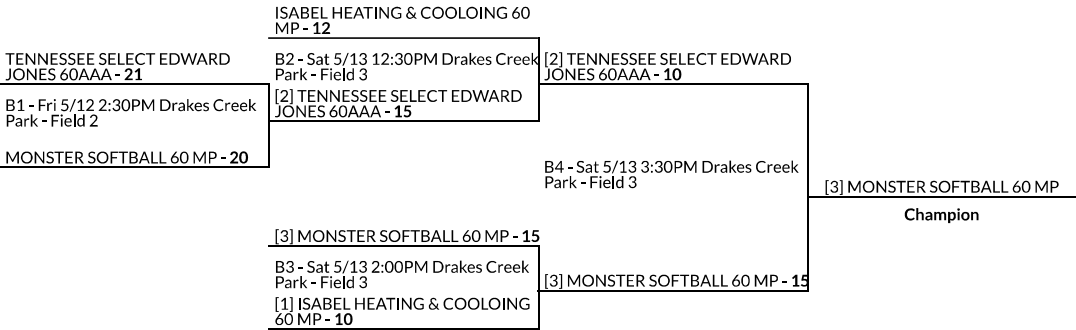 ISABEL HEATING & COOLOING 60
MP - 12
TENNESSEE SELECT EDWARD
JONES 60AAA - 21
B2 - Sat 5/13 12:30PM Drakes Creek
Park - Field 3
[2] TENNESSEE SELECT EDWARD
JONES 60AAA - 10
B1 - Fri 5/12 2:30PM Drakes Creek
Park - Field 2
[2] TENNESSEE SELECT EDWARD
JONES 60AAA - 15
MONSTER SOFTBALL 60 MP - 20
B4 - Sat 5/13 3:30PM Drakes Creek
Park - Field 3
[3] MONSTER SOFTBALL 60 MP
Champion
[3] MONSTER SOFTBALL 60 MP - 15
B3 - Sat 5/13 2:00PM Drakes Creek
Park - Field 3
[3] MONSTER SOFTBALL 60 MP - 15
[1] ISABEL HEATING & COOLOING
60 MP - 10